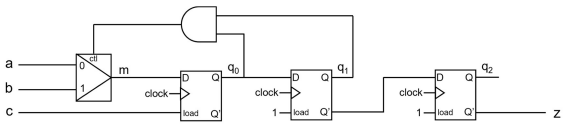 a
b
c
ctl
0
1
m
D Q
clock
load Q'
q0
D Q
clock
1 load Q'
q1
D Q
clock
1 load Q'
q2
z